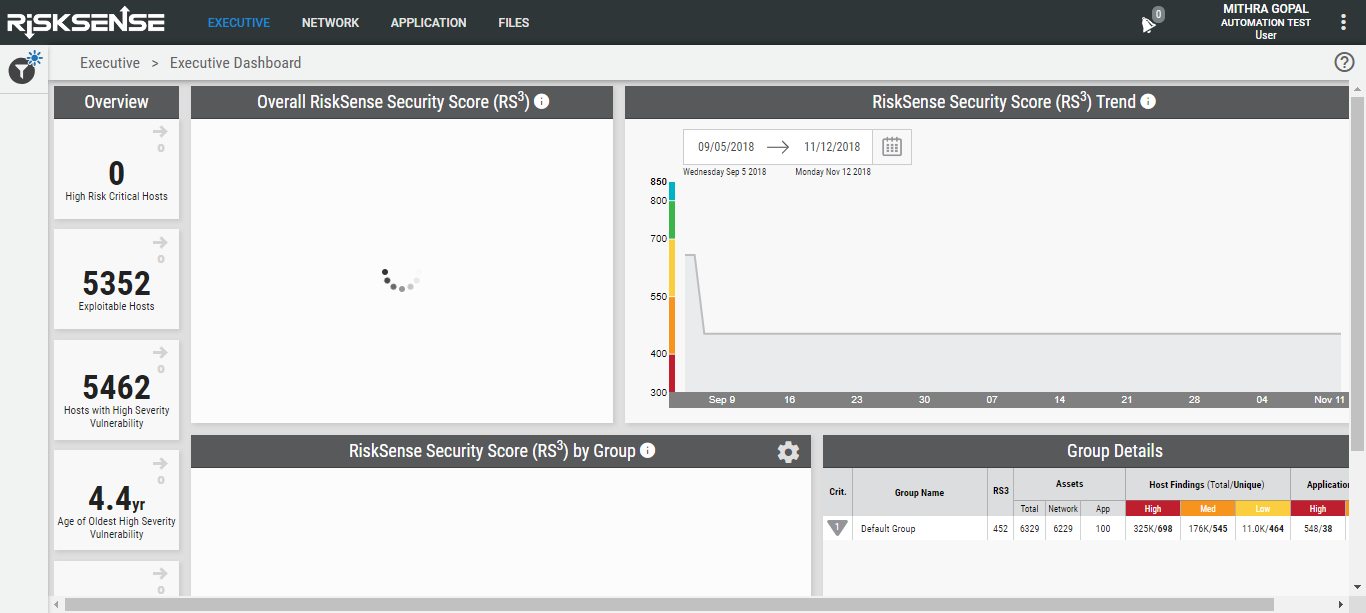 RiSKSENSE
EXECUTIVE NETWORK APPLICATION FILES
0
MITHRA GOPAL
AUTOMATION TEST
User
Executive > Executive Dashboard
Overview
0
0
High Risk Critical Hosts
0
5352
Exploitable Hosts
0
5462
Hosts with High Severity
Vulnerability
0
4.4yr
Age of Oldest High Severity
Vulnerability
0
Overall RiskSense Security Score (RS³)
RiskSense Security Score (RS³) Trend
09/05/2018 11/12/2018
Wednesday Sep 5 2018 Monday Nov 12 2018
850
800
700
550
400
300
Sep 9 16 23 30 07 14 21 28 04 Nov 11
RiskSense Security Score (RS³) by Group
Group Details
Crit. Group Name RS3 Assets Host Findings (Total/Unique) Application
Total Network App High Med Low High
1 Default Group 452 6329 6229 100 325K/698 176K/545 11.0K/464 548/38